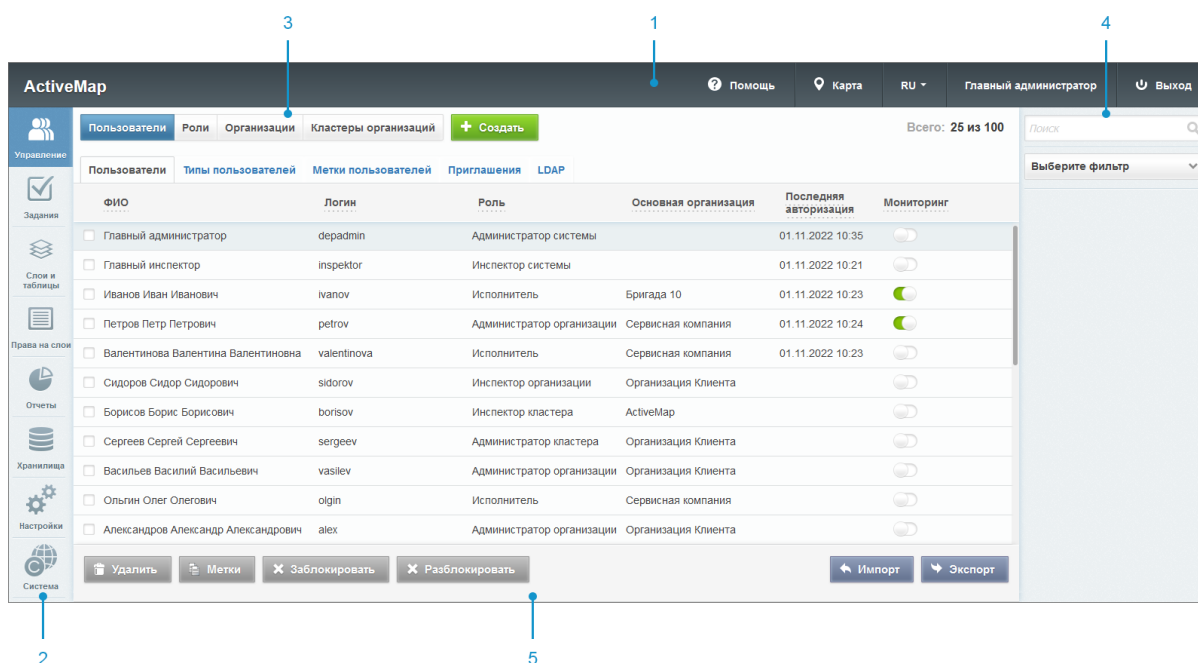 3 1 4
ActiveMap Помощь Карта RU Главный администратор Выход
Управление
Задания
Слои и таблицы
Права на слои
Отчеты
Хранилища
Настройки
Система
Пользователи Роли Организации Кластеры организаций Создать Всего: 25 из 100
Поиск
Выберите фильтр
Пользователи Типы пользователей Метки пользователей Приглашения LDAP
ФИО Логин Роль Основная организация Последняя авторизация Мониторинг
Главный администратор depadmin Администратор системы 01.11.2022 10:35
Главный инспектор inspektor Инспектор системы 01.11.2022 10:21
Иванов Иван Иванович ivanov Исполнитель Бригада 10 01.11.2022 10:23
Петров Петр Петрович petrov Администратор организации Сервисная компания 01.11.2022 10:24
Валентинова Валентина Валентиновна valentinova Исполнитель Сервисная компания 01.11.2022 10:23
Сидоров Сидор Сидорович sidorov Инспектор организации Организация Клиента
Борисов Борис Борисович borisov Инспектор кластера ActiveMap
Сергеев Сергей Сергеевич sergeev Администратор кластера Организация Клиента
Васильев Василий Васильевич vasilev Администратор организации Организация Клиента
Ольгин Олег Олегович olgin Исполнитель Сервисная компания
Александров Александр Александрович alex Администратор организации Организация Клиента
Удалить Метки Заблокировать Разблокировать Импорт Экспорт
2 5